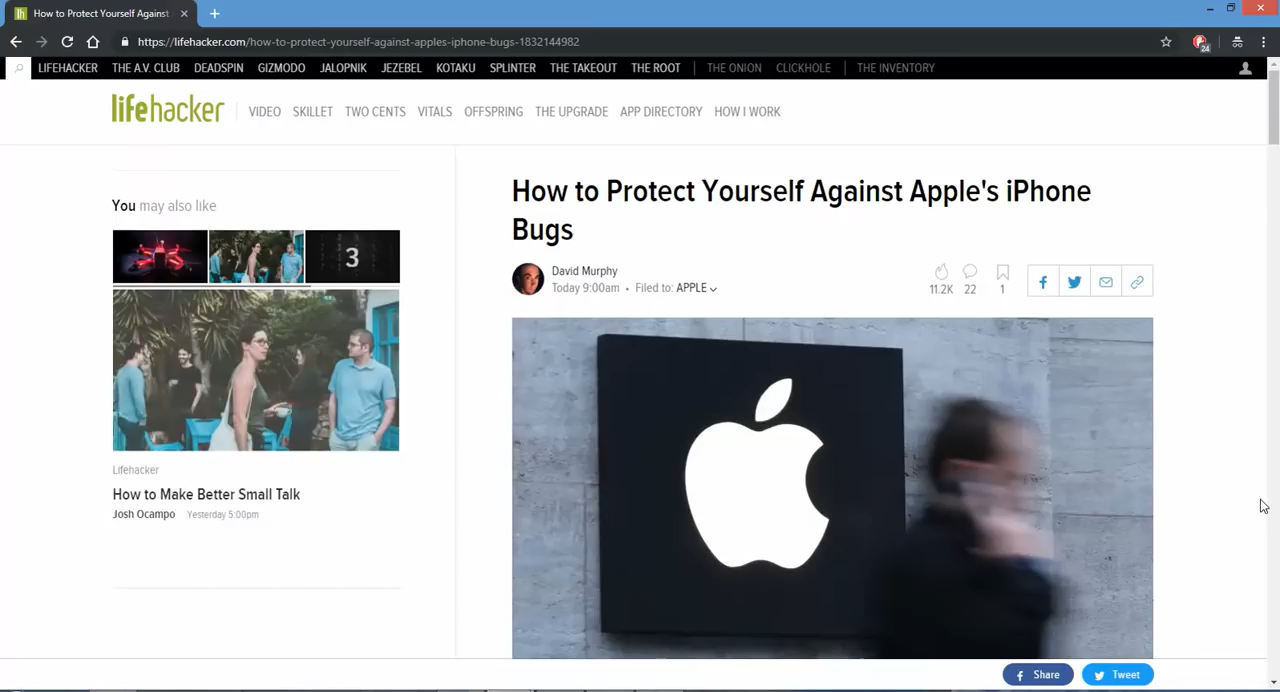 How to Protect Yourself Against
https://lifehacker.com/how-to-protect-yourself-against-apples-iphone-bugs-1832144982
24
LIFEHACKER THE A.V. CLUB DEADSPIN GIZMODO JALOPNIK JEZEBEL KOTAKU SPLINTER THE TAKEOUT THE ROOT THE ONION CLICKHOLE THE INVENTORY
lifehacker VIDEO SKILLET TWO CENTS VITALS OFFSPRING THE UPGRADE APP DIRECTORY HOW I WORK
You may also like
3
Lifehacker
How to Make Better Small Talk
Josh Ocampo Yesterday 5:00pm
How to Protect Yourself Against Apple's iPhone
Bugs
David Murphy
Today 9:00am • Filed to: APPLE
11.2K 22 1
Share Tweet